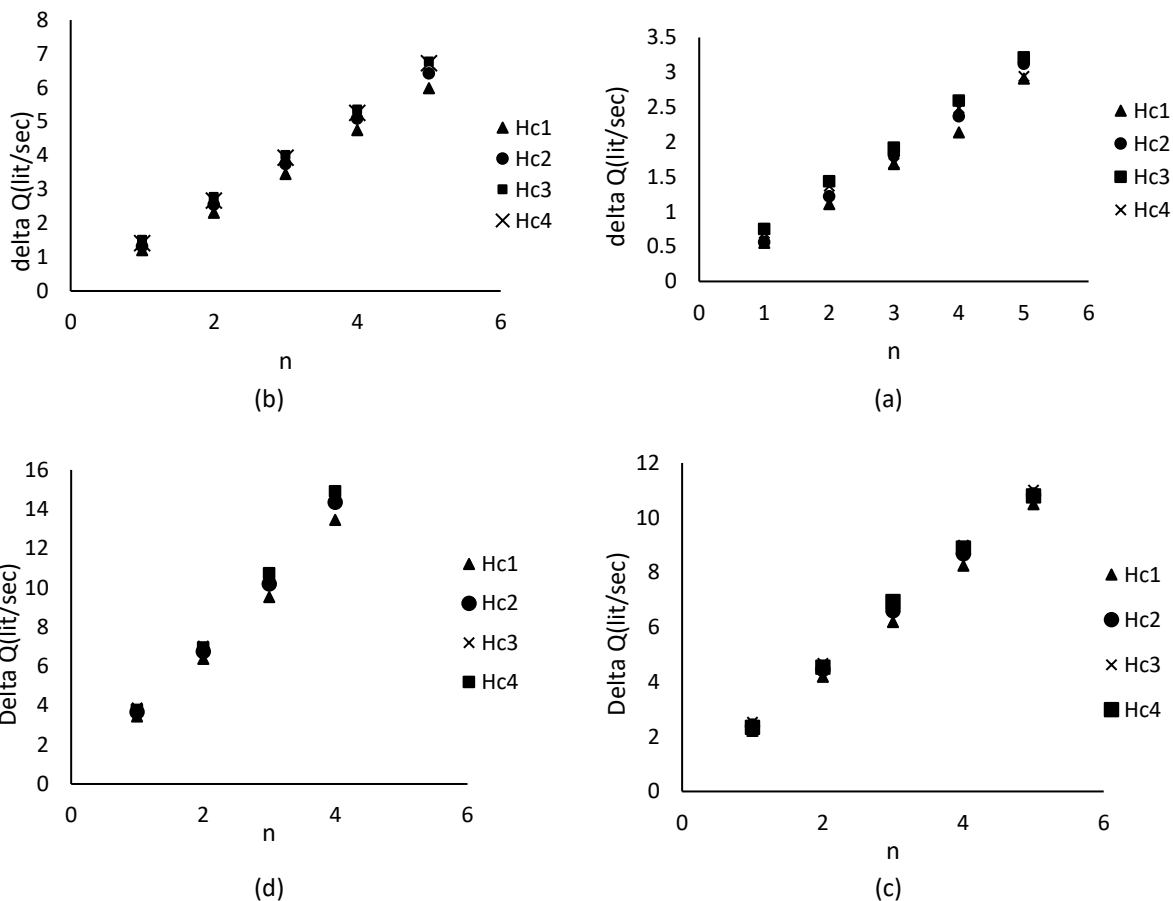 8
7
6
5
4
3
2
1
0
delta Q(lit/sec)
0 2 4 6
n
Hc1
Hc2
Hc3
Hc4
(b)
3.5
3
2.5
2
1.5
1
0.5
0
delta Q(lit/sec)
0 1 2 3 4 5 6
n
Hc1
Hc2
Hc3
Hc4
(a)
16
14
12
10
8
6
4
2
0
Delta Q(lit/sec)
0 2 4 6
n
Hc1
Hc2
Hc3
Hc4
(d)
12
10
8
6
4
2
0
Delta Q(lit/sec)
0 2 4 6
n
Hc1
Hc2
Hc3
Hc4
(c)